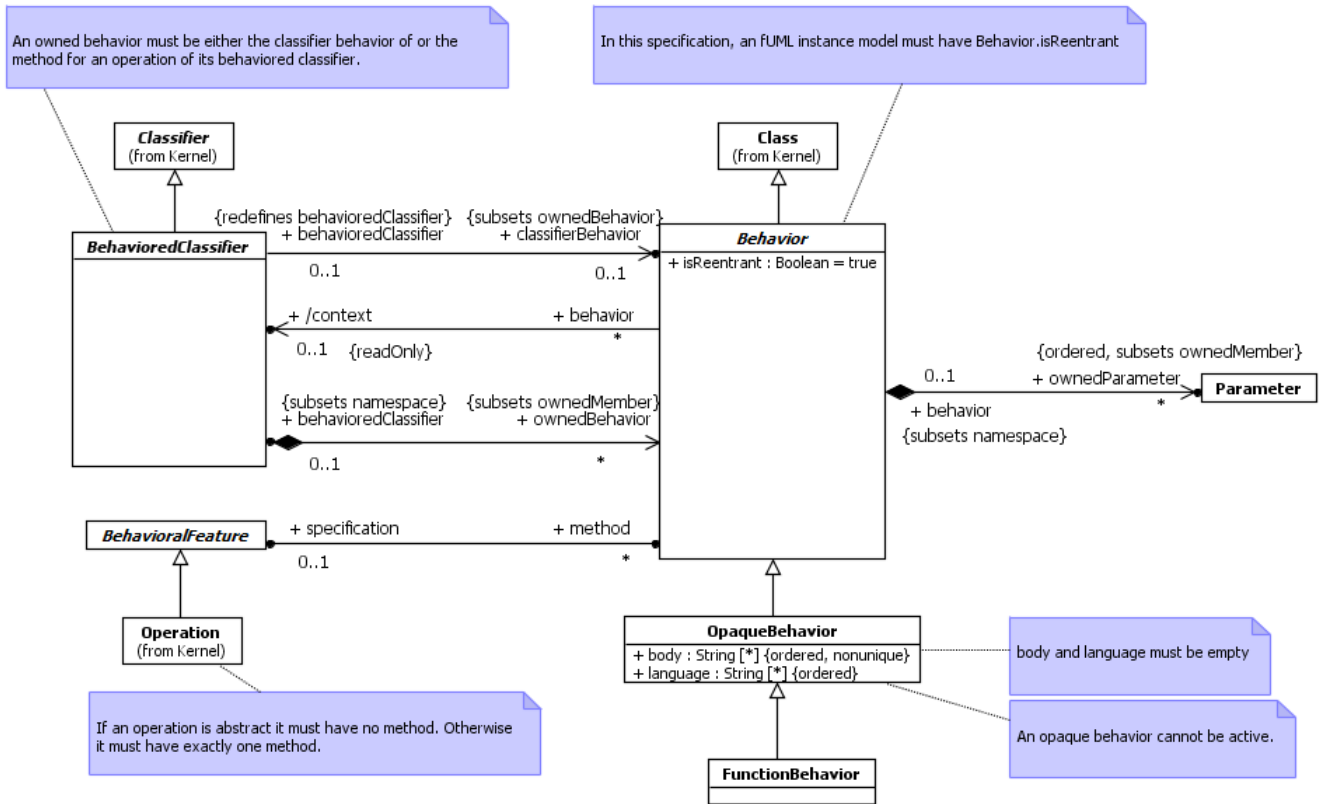 An owned behavior must be either the classifier behavior of or the
method for an operation of its behaviored classifier.
In this specification, an fUML instance model must have Behavior.isReentrant
Classifier
(from Kernel)
Class
(from Kernel)
{redefines behavioredClassifier}
+ behavioredClassifier
0..1
{subsets ownedBehavior}
+ classifierBehavior
0..1
BehavioredClassifier
Behavior
+ isReentrant : Boolean = true
+ /context
0..1
{readOnly}
+ behavior
*
{ordered, subsets ownedMember}
0..1
+ ownedParameter
*
+ behavior
{subsets namespace}
Parameter
{subsets namespace}
+ behavioredClassifier
0..1
{subsets ownedMember}
+ ownedBehavior
*
BehavioralFeature
+ specification
0..1
+ method
*
Operation
(from Kernel)
OpaqueBehavior
+ body : String [*] {ordered, nonunique}
+ language : String [*] {ordered}
body and language must be empty
If an operation is abstract it must have no method. Otherwise
it must have exactly one method.
An opaque behavior cannot be active.
FunctionBehavior